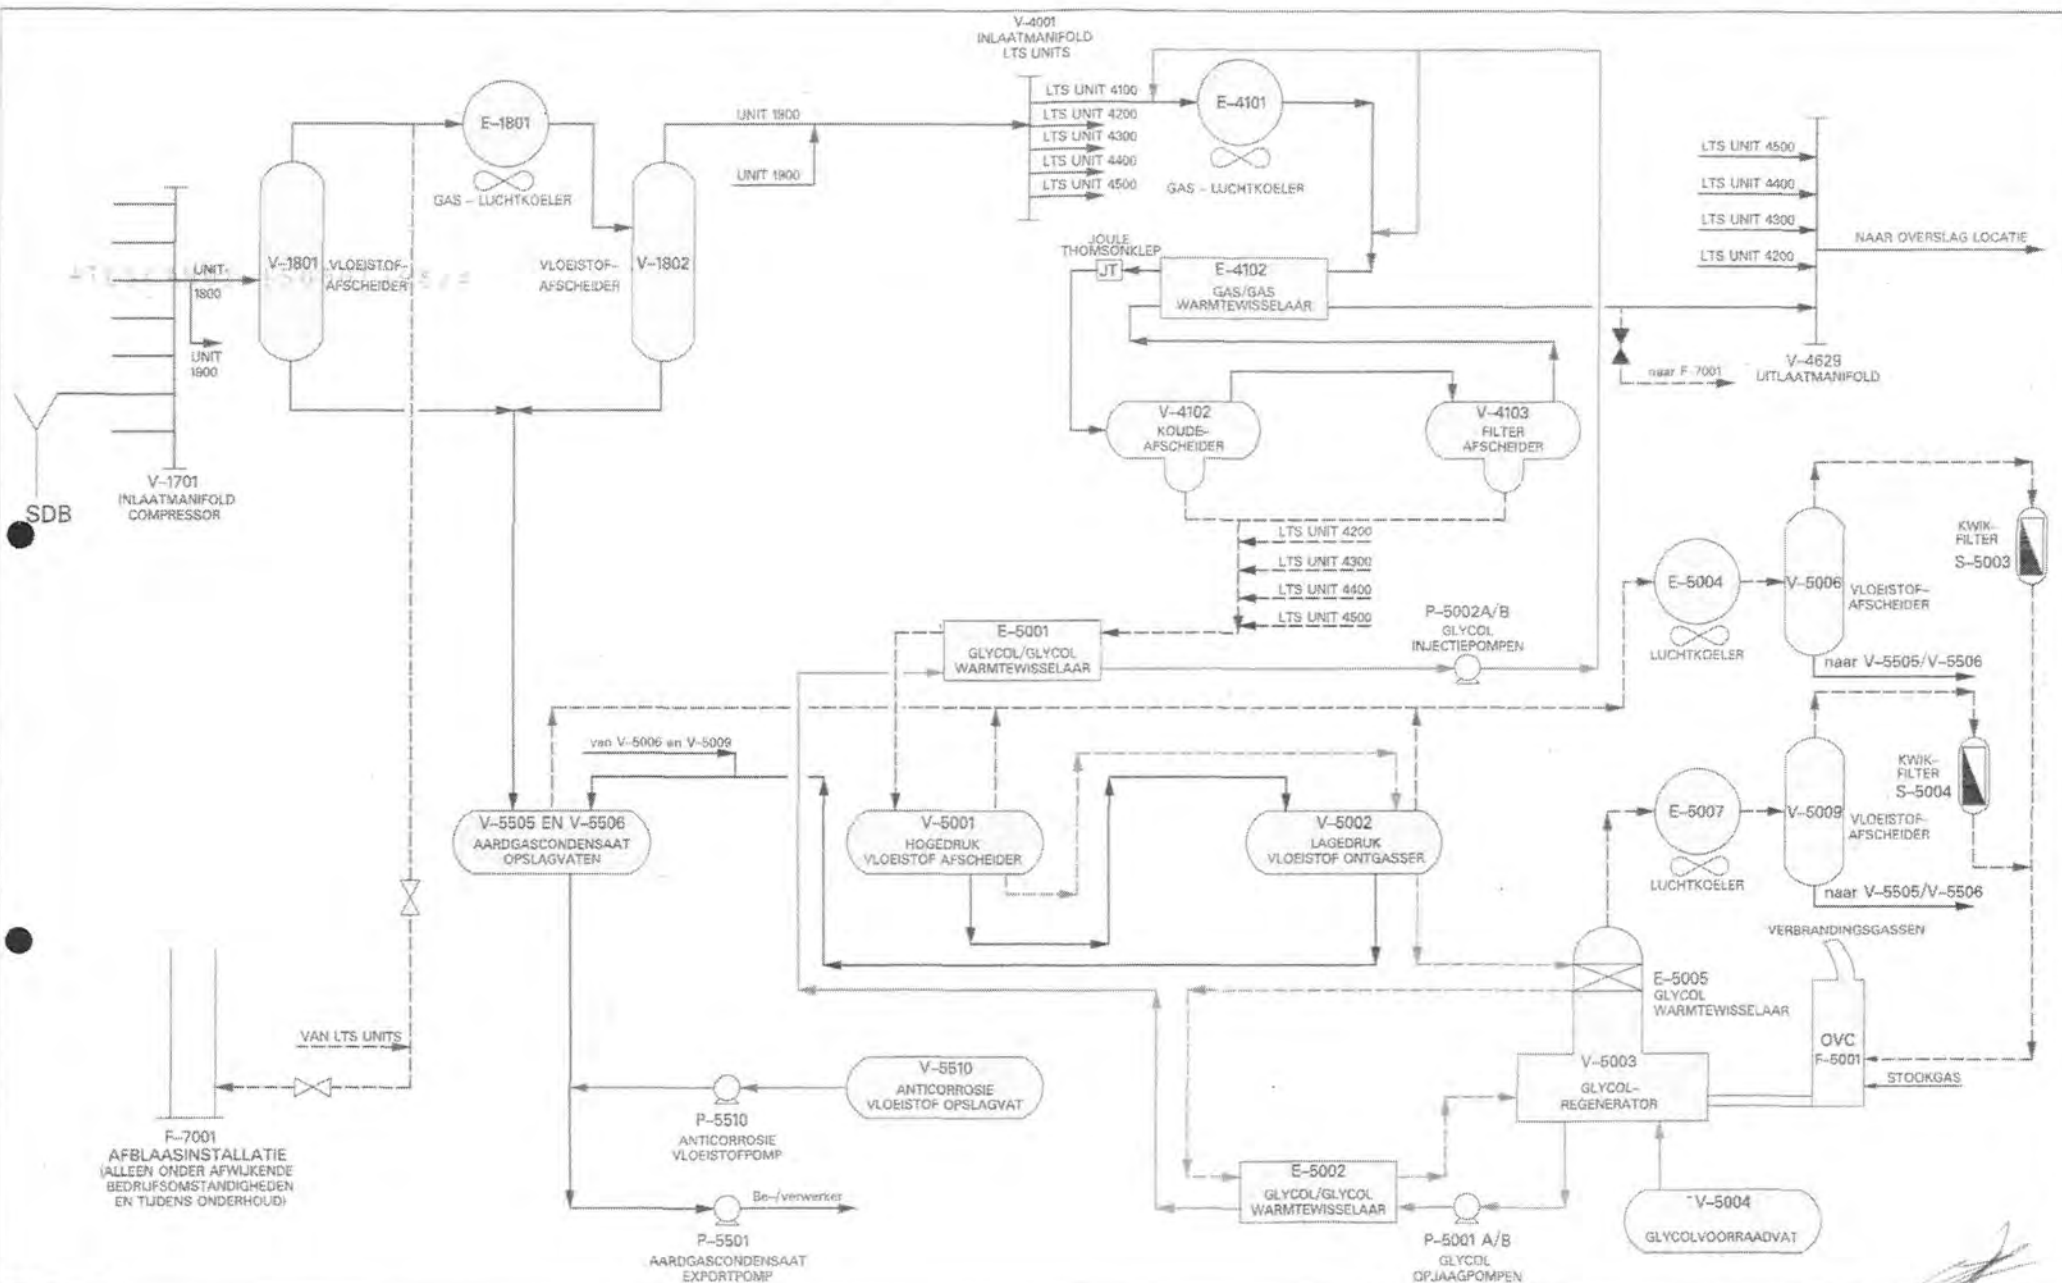 V-4001
INLAATMANIFOLD
LTS UNITS
LTS UNIT 4100
LTS UNIT 4200
LTS UNIT 4300
LTS UNIT 4400
LTS UNIT 4500
E-4101
GAS - LUCHTKOELER
E-1801
GAS - LUCHTKOELER
UNIT 1800
UNIT 1900
V-1801
VLOEISTOF-
AFSCHEIDER
VLOEISTOF-
AFSCHEIDER
V-1802
UNIT
1800
UNIT
1900
V-1701
INLAATMANIFOLD
COMPRESSOR
SDB
JOULE
THOMSONKLEP
JT
E-4102
GAS/GAS
WARMTEWISSELAAR
LTS UNIT 4500
LTS UNIT 4400
LTS UNIT 4300
LTS UNIT 4200
NAAR OVERSLAG LOCATIE
V-4629
UITLAATMANIFOLD
naar F-7001
V-4102
KOUDE-
AFSCHEIDER
V-4103
FILTER
AFSCHEIDER
LTS UNIT 4200
LTS UNIT 4300
LTS UNIT 4400
LTS UNIT 4500
E-5001
GLYCOL/GLYCOL
WARMTEWISSELAAR
P-5002A/B
GLYCOL
INJECTIEPOMPEN
E-5004
LUCHTKOELER
V-5006
VLOEISTOF-
AFSCHEIDER
KWIK-
FILTER
S-5003
naar V-5505/V-5506
van V-5006 en V-5009
V-5505 EN V-5506
AARDGASCONDENSAAT
OPSLAGVATEN
V-5001
HOGEDRUK
VLOEISTOF AFSCHEIDER
V-5002
LAGEDRUK
VLOEISTOF ONTGASSER
E-5007
LUCHTKOELER
V-5009
VLOEISTOF-
AFSCHEIDER
KWIK-
FILTER
S-5004
naar V-5505/V-5506
VERBRANDINGSGASSEN
E-5005
GLYCOL
WARMTEWISSELAAR
OVC
F-5001
STOOKGAS
V-5003
GLYCOL-
REGENERATOR
VAN LTS UNITS
F-7001
AFBLAASINSTALLATIE
(ALLEEN ONDER AFWIJKENDE
BEDRIJFSOMSTANDIGHEDEN
EN TIJDENS ONDERHOUD)
V-5510
ANTICORROSIE
VLOEISTOF OPSLAGVAT
P-5510
ANTICORROSIE
VLOEISTOFPOMP
Be-/verwerker
P-5501
AARDGASCONDENSAAT
EXPORTPOMP
E-5002
GLYCOL/GLYCOL
WARMTEWISSELAAR
P-5001 A/B
GLYCOL
OPJAAGPOMPEN
V-5004
GLYCOLVOORRAADVAT